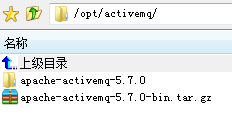 /opt/activemq/
名称
上级目录
apache-activemq-5.7.0
apache-activemq-5.7.0-bin.tar.gz